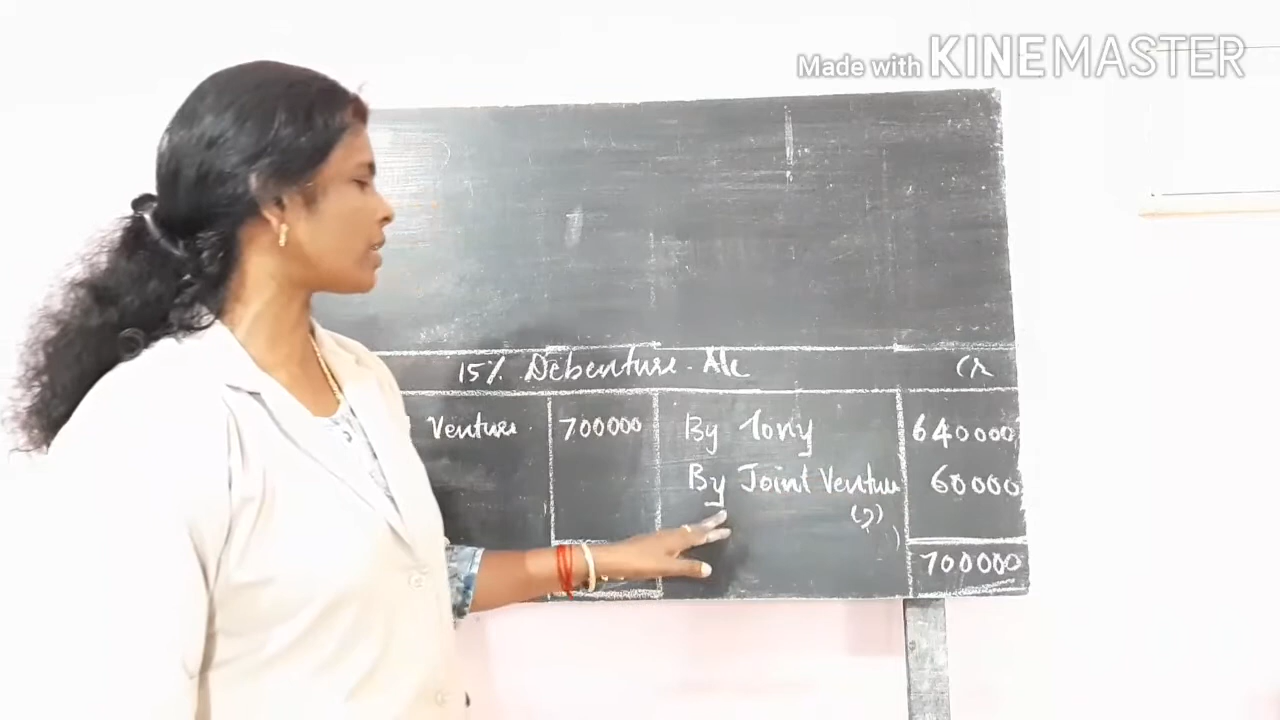 Made with KINEMASTER
15% Debenture A/c Cr
Venture 700000 By Tony 640000
By Joint Venture 60000
(?)
700000